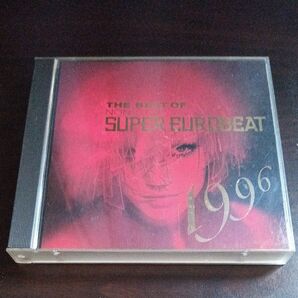 THE BEST OF
SUPER EUROBEAT
1996